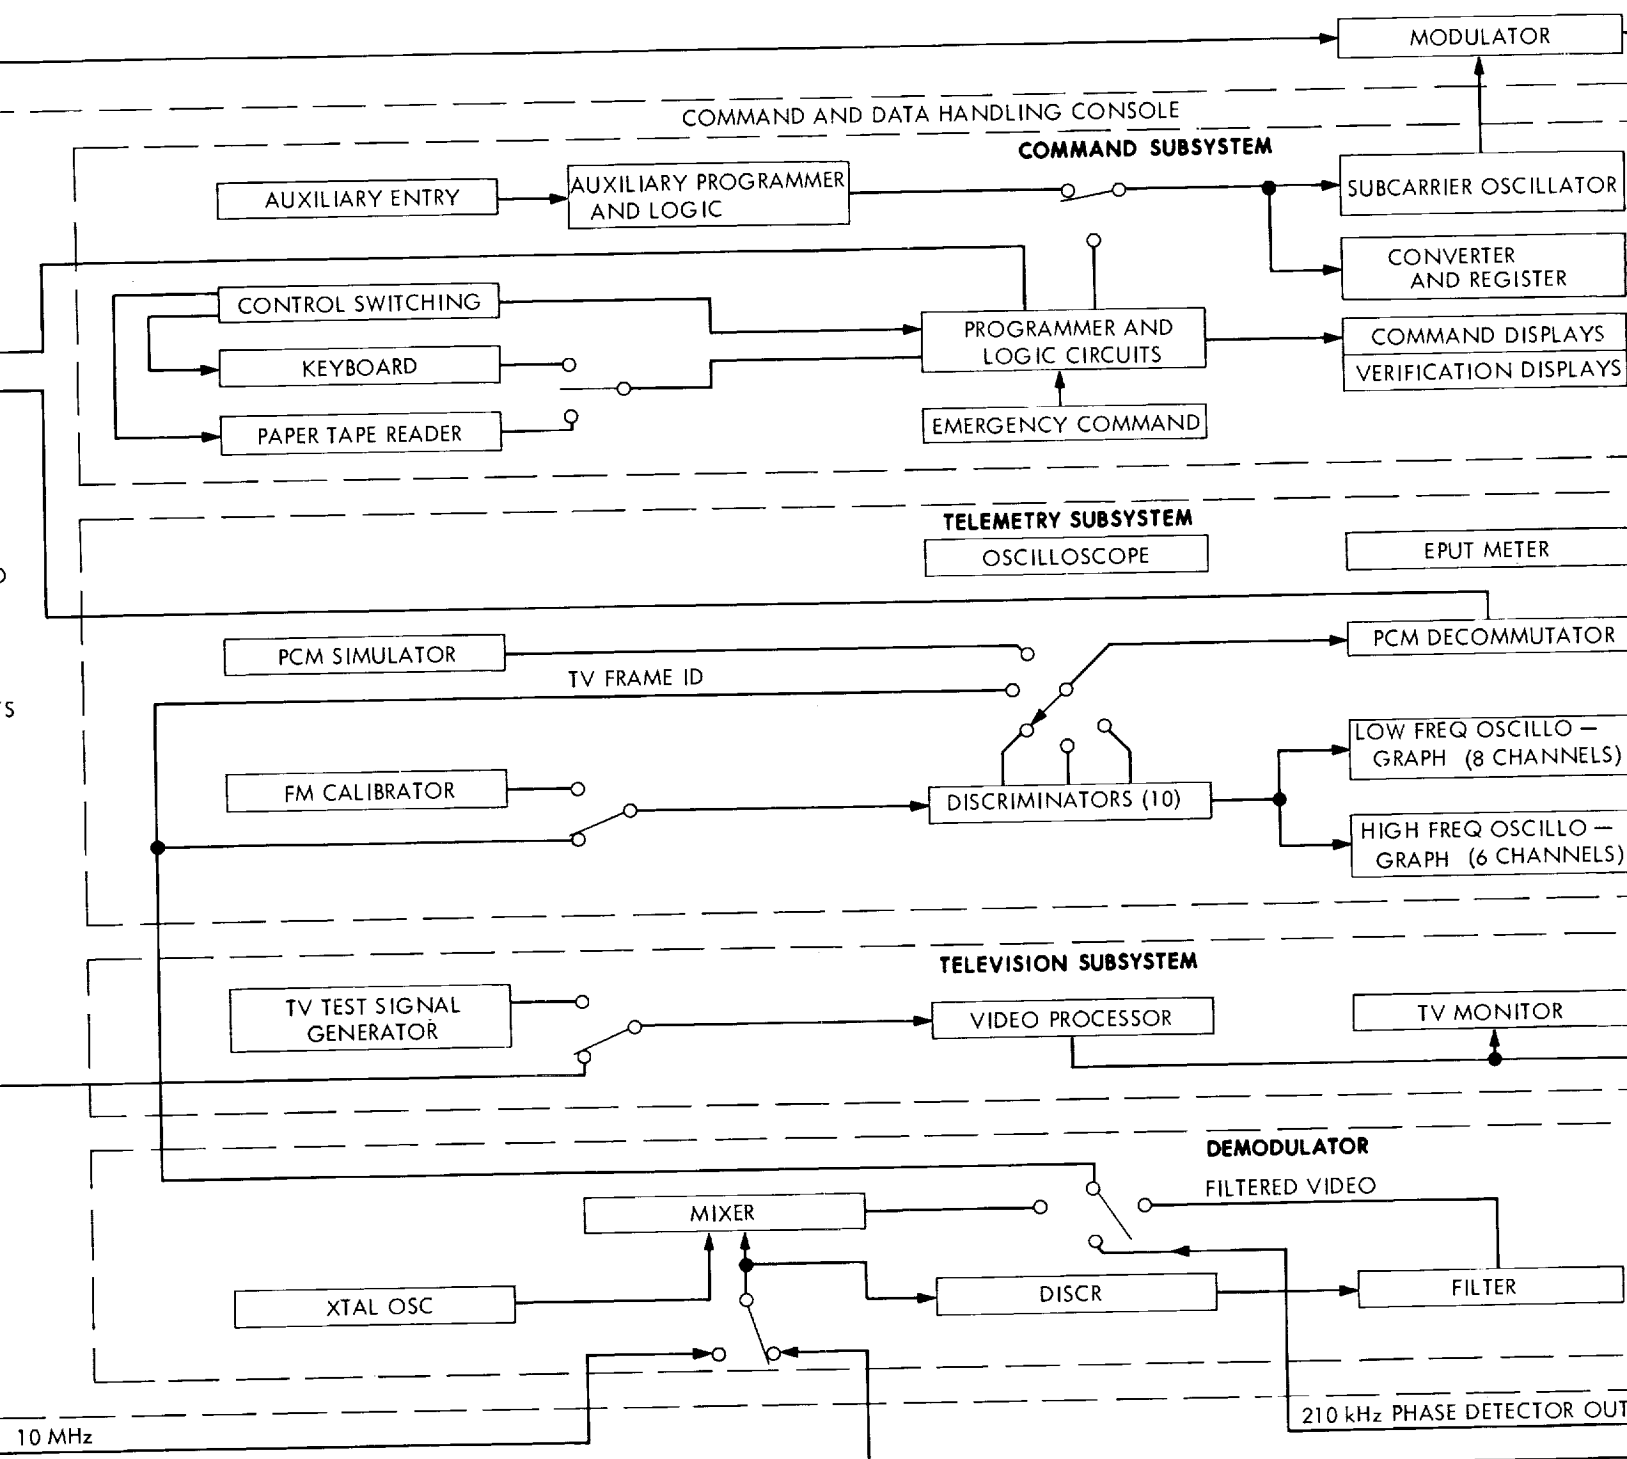 MODULATOR
COMMAND AND DATA HANDLING CONSOLE
COMMAND SUBSYSTEM
AUXILIARY ENTRY
AUXILIARY PROGRAMMER
AND LOGIC
SUBCARRIER OSCILLATOR
CONVERTER
AND REGISTER
CONTROL SWITCHING
PROGRAMMER AND
LOGIC CIRCUITS
COMMAND DISPLAYS
VERIFICATION DISPLAYS
KEYBOARD
PAPER TAPE READER
EMERGENCY COMMAND
TELEMETRY SUBSYSTEM
OSCILLOSCOPE
EPUT METER
PCM SIMULATOR
PCM DECOMMUTATOR
TV FRAME ID
S
LOW FREQ OSCILLO —
GRAPH (8 CHANNELS)
FM CALIBRATOR
DISCRIMINATORS (10)
HIGH FREQ OSCILLO —
GRAPH (6 CHANNELS)
TELEVISION SUBSYSTEM
TV TEST SIGNAL
GENERATOR
VIDEO PROCESSOR
TV MONITOR
DEMODULATOR
FILTERED VIDEO
MIXER
XTAL OSC
DISCR
FILTER
210 kHz PHASE DETECTOR OUT
10 MHz